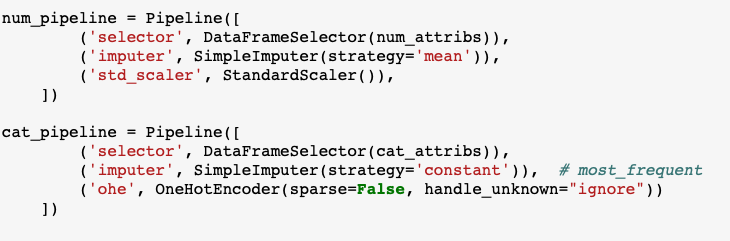 num_pipeline = Pipeline([
        ('selector', DataFrameSelector(num_attribs)),
        ('imputer', SimpleImputer(strategy='mean')),
        ('std_scaler', StandardScaler()),
    ])
cat_pipeline = Pipeline([
        ('selector', DataFrameSelector(cat_attribs)),
        ('imputer', SimpleImputer(strategy='constant')),  # most_frequent
        ('ohe', OneHotEncoder(sparse=False, handle_unknown="ignore"))
    ])